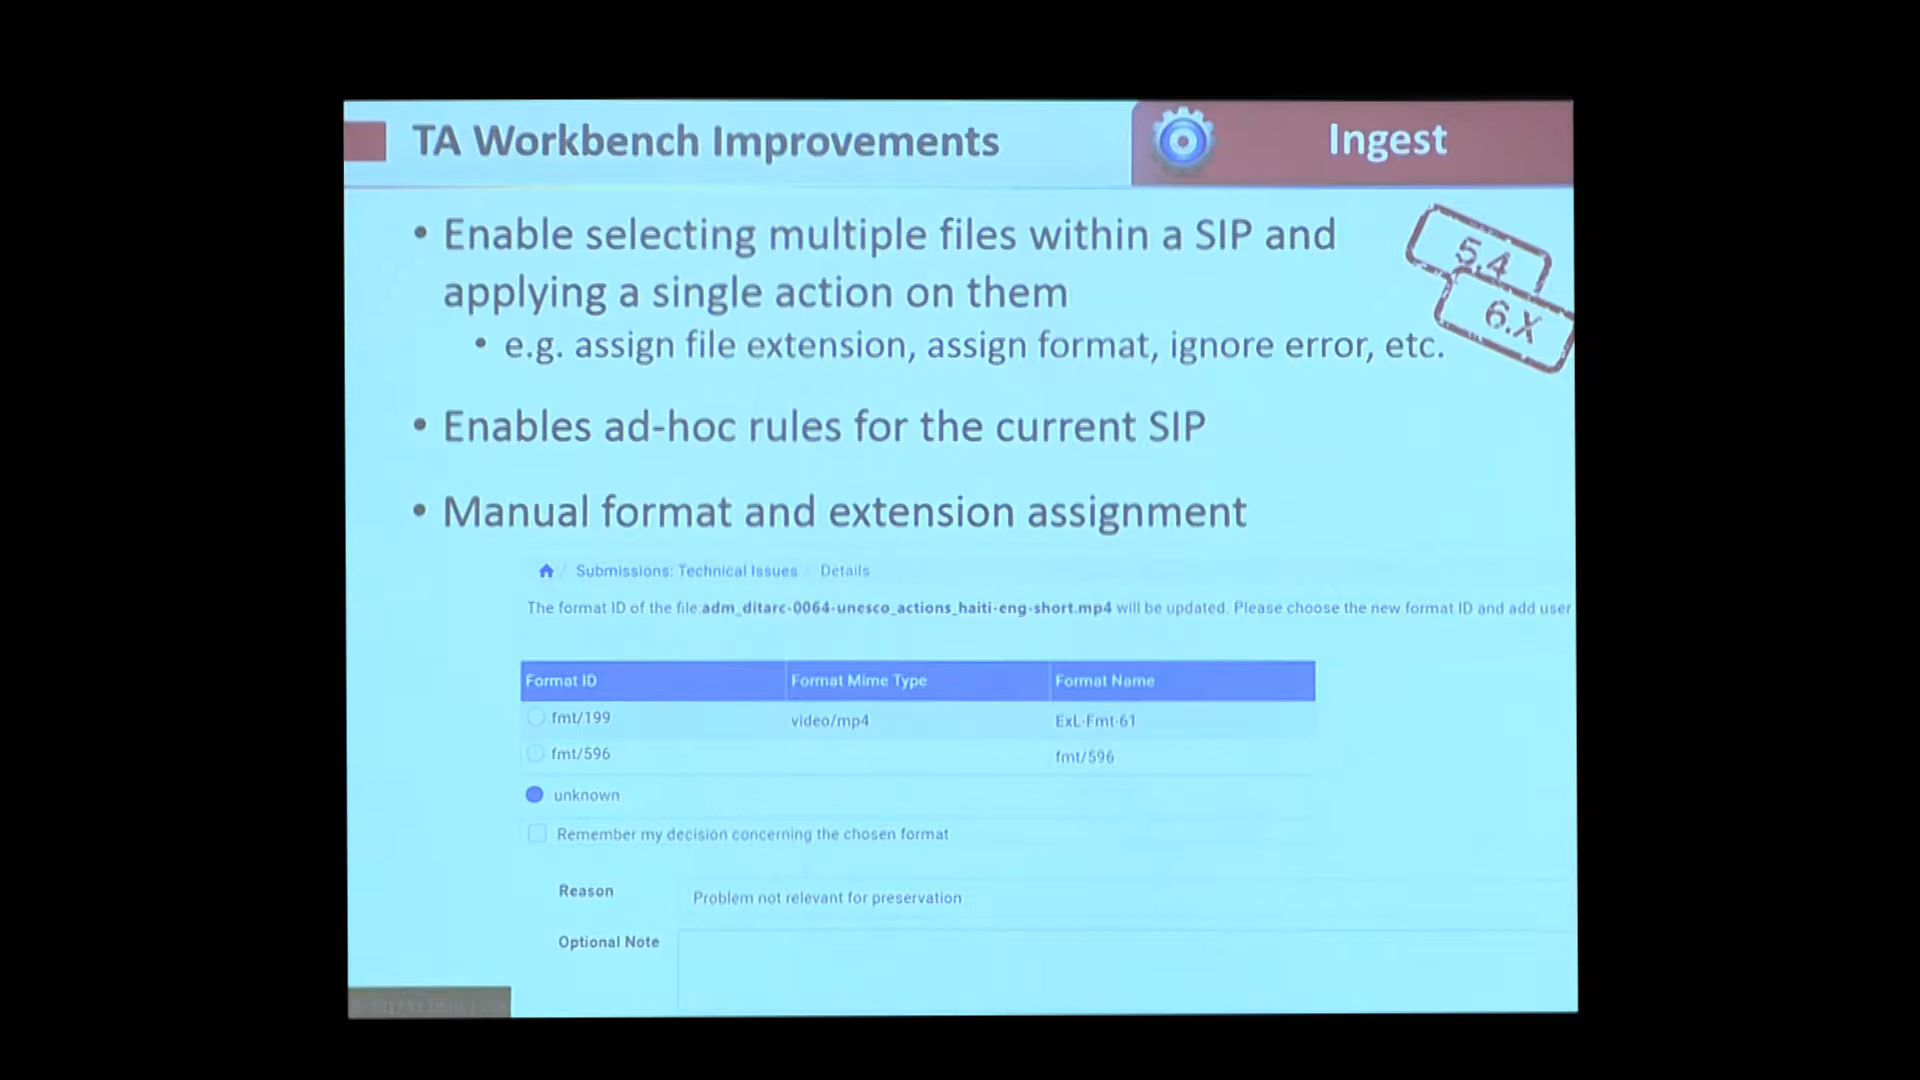 TA Workbench Improvements
Ingest
5.4
6.X
• Enable selecting multiple files within a SIP and
applying a single action on them
• e.g. assign file extension, assign format, ignore error, etc.
• Enables ad-hoc rules for the current SIP
• Manual format and extension assignment
/ Submissions: Technical Issues / Details
The format ID of the file adm_ditarc-0064-unesco_actions_haiti-eng-short.mp4 will be updated. Please choose the new format ID and add user
Format ID Format Mime Type Format Name
fmt/199 video/mp4 ExL-Fmt-61
fmt/596 fmt/596
unknown
Remember my decision concerning the chosen format
Reason Problem not relevant for preservation
Optional Note